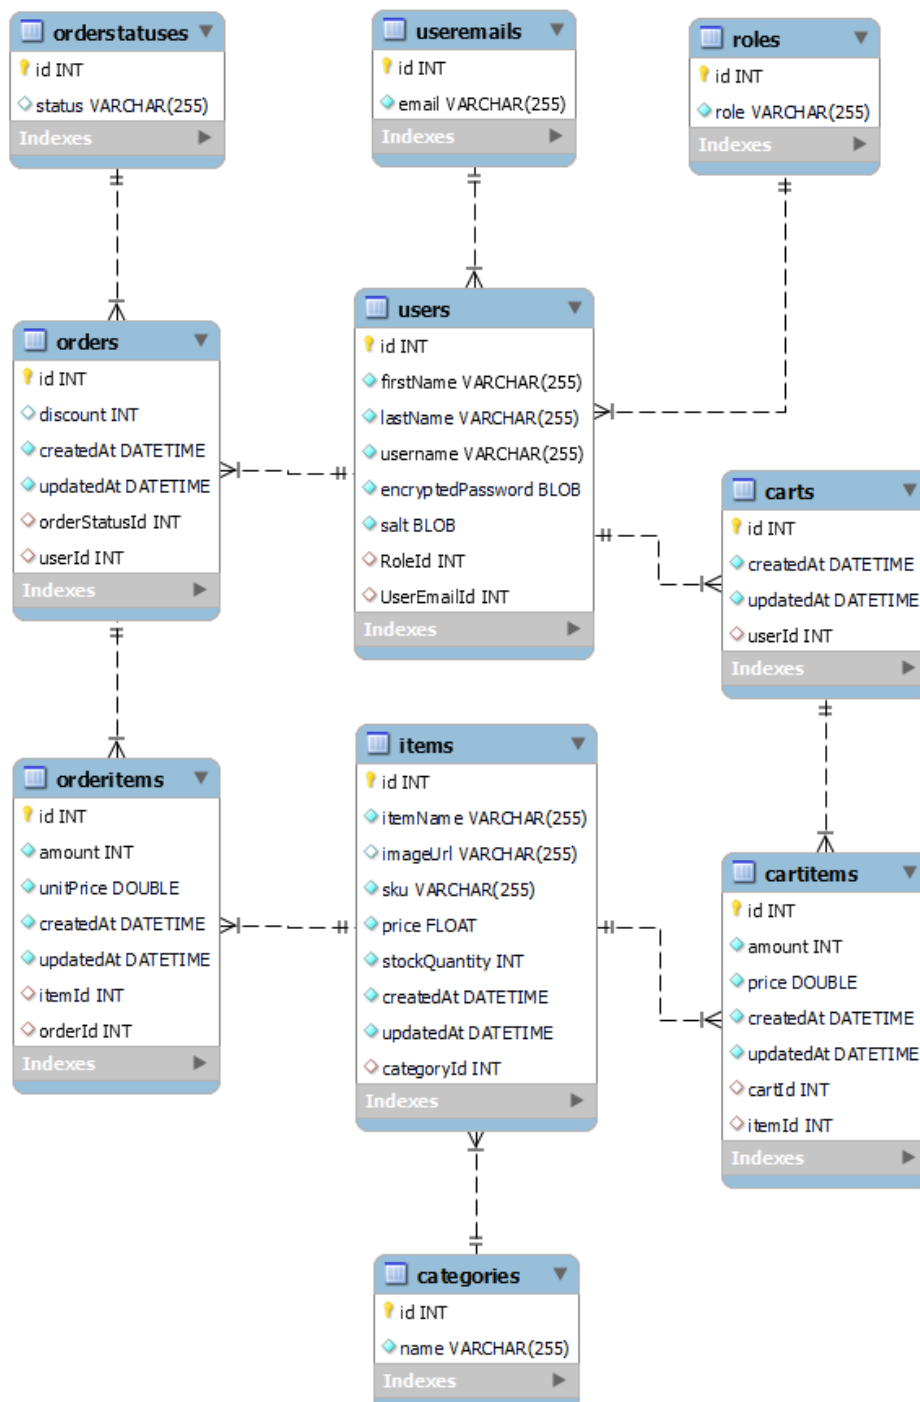 orderstatuses
id INT
status VARCHAR(255)
Indexes
useremails
id INT
email VARCHAR(255)
Indexes
roles
id INT
role VARCHAR(255)
Indexes
orders
id INT
discount INT
createdAt DATETIME
updatedAt DATETIME
orderStatusId INT
userId INT
Indexes
users
id INT
firstName VARCHAR(255)
lastName VARCHAR(255)
username VARCHAR(255)
encryptedPassword BLOB
salt BLOB
RoleId INT
UserEmailId INT
Indexes
carts
id INT
createdAt DATETIME
updatedAt DATETIME
userId INT
Indexes
orderitems
id INT
amount INT
unitPrice DOUBLE
createdAt DATETIME
updatedAt DATETIME
itemId INT
orderId INT
Indexes
items
id INT
itemName VARCHAR(255)
imageUrl VARCHAR(255)
sku VARCHAR(255)
price FLOAT
stockQuantity INT
createdAt DATETIME
updatedAt DATETIME
categoryId INT
Indexes
cartitems
id INT
amount INT
price DOUBLE
createdAt DATETIME
updatedAt DATETIME
cartId INT
itemId INT
Indexes
categories
id INT
name VARCHAR(255)
Indexes